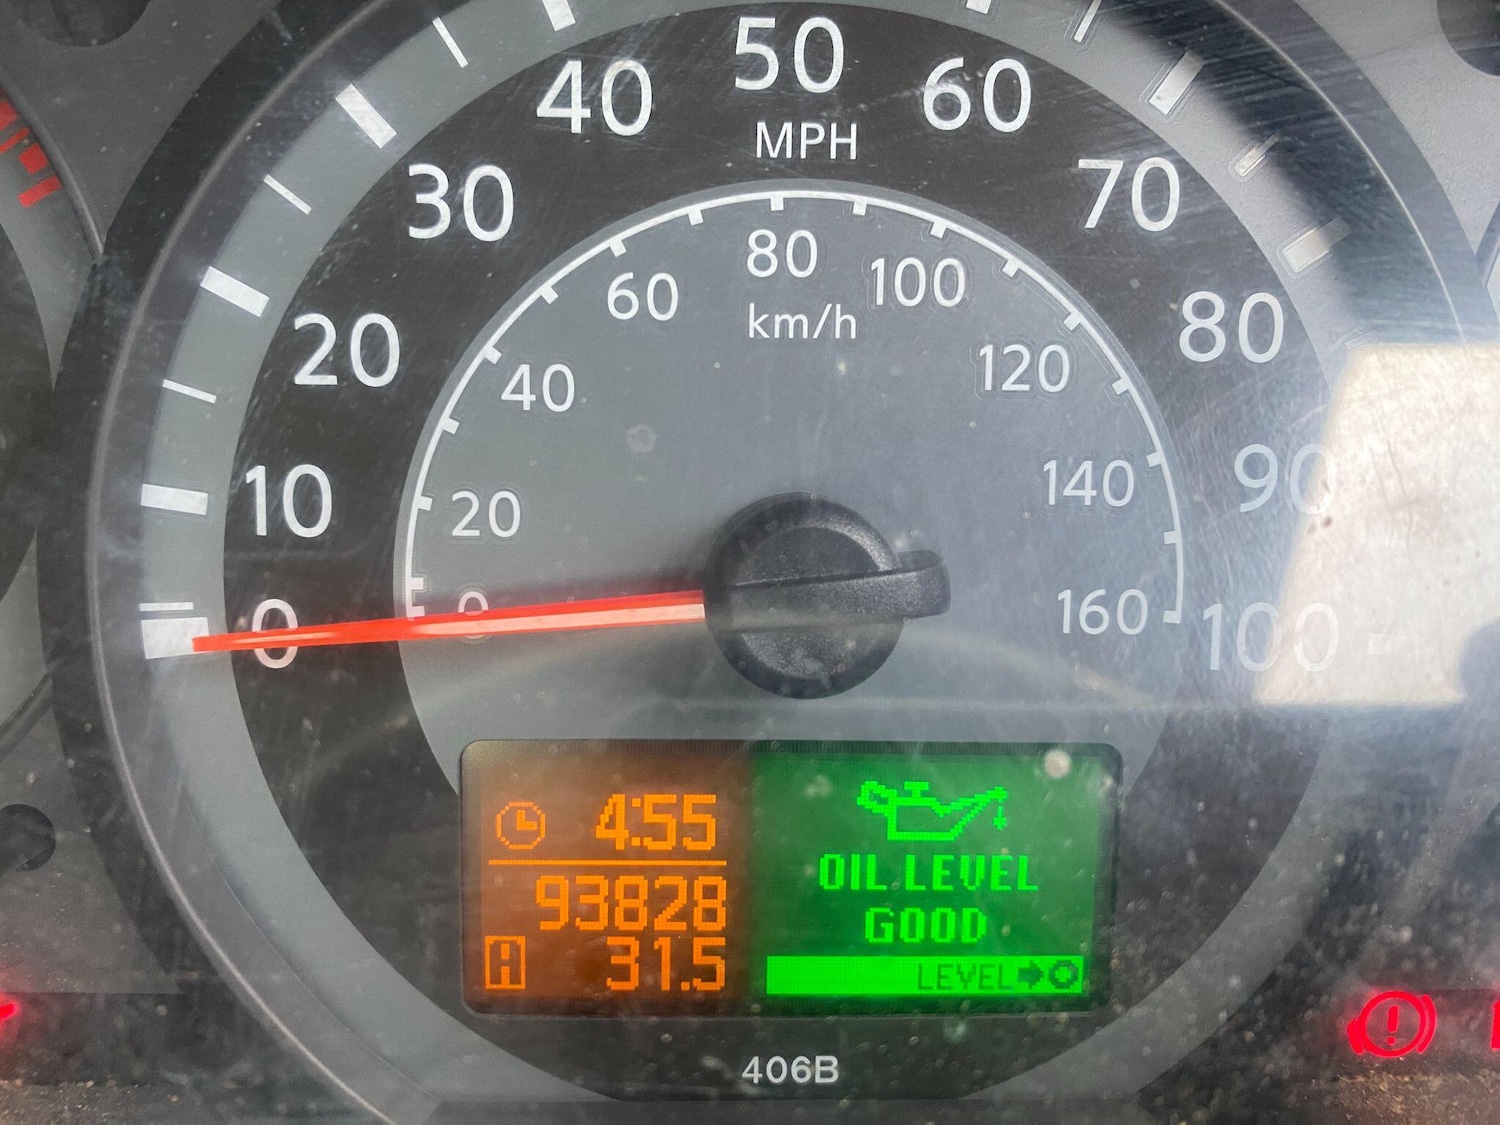 50
40 60
MPH
30 70
80
60 100
km/h
20 80
40 120
90
10 20 140
0 0 160 100
4:55
93828
A 31.5
OIL LEVEL
GOOD
LEVEL➡O
406B